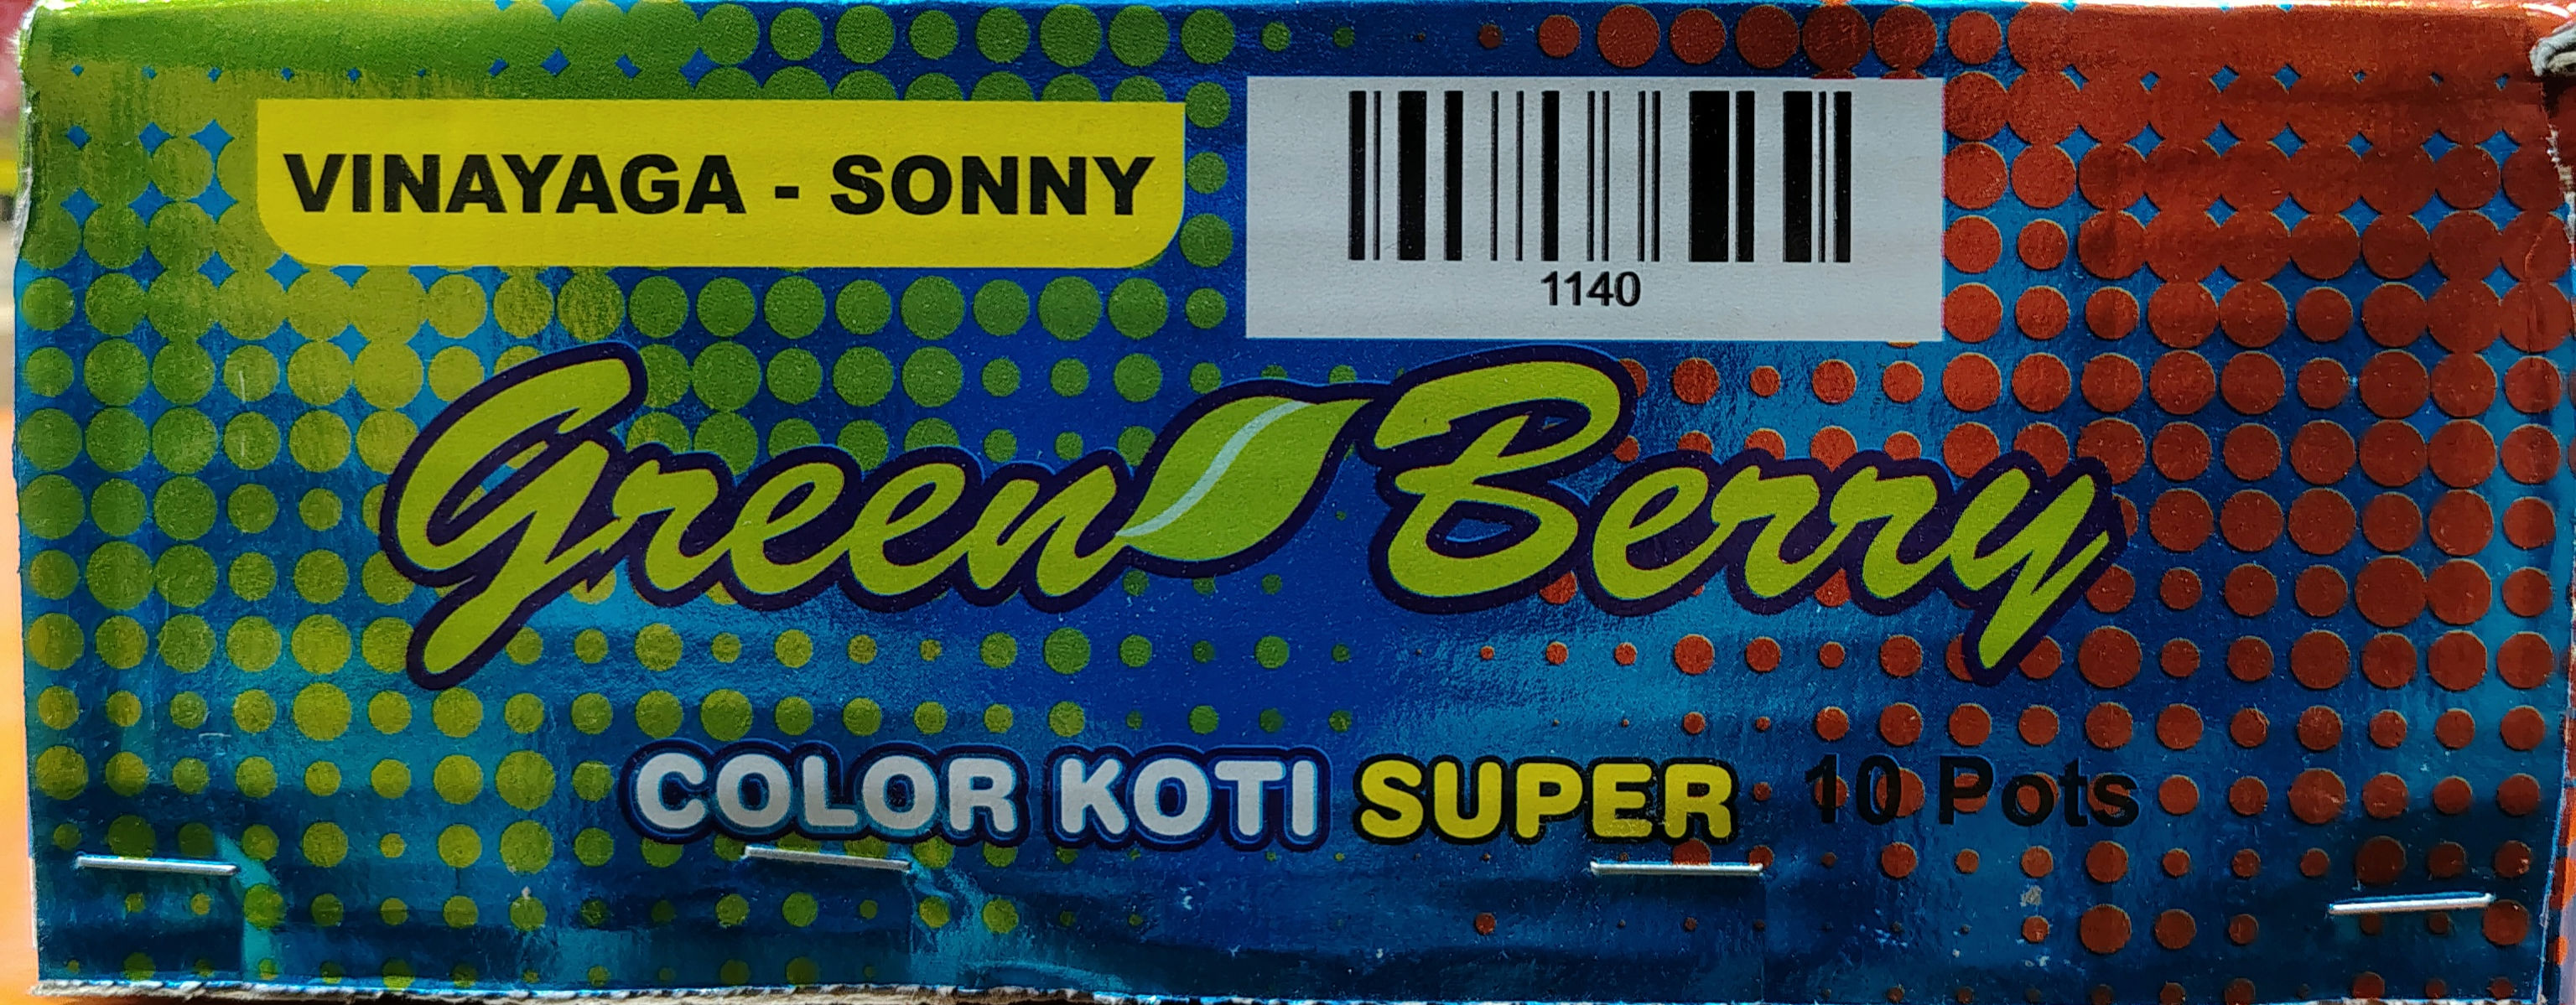 VINAYAGA - SONNY
1140
Green Berry
COLOR KOTI SUPER 10 Pots